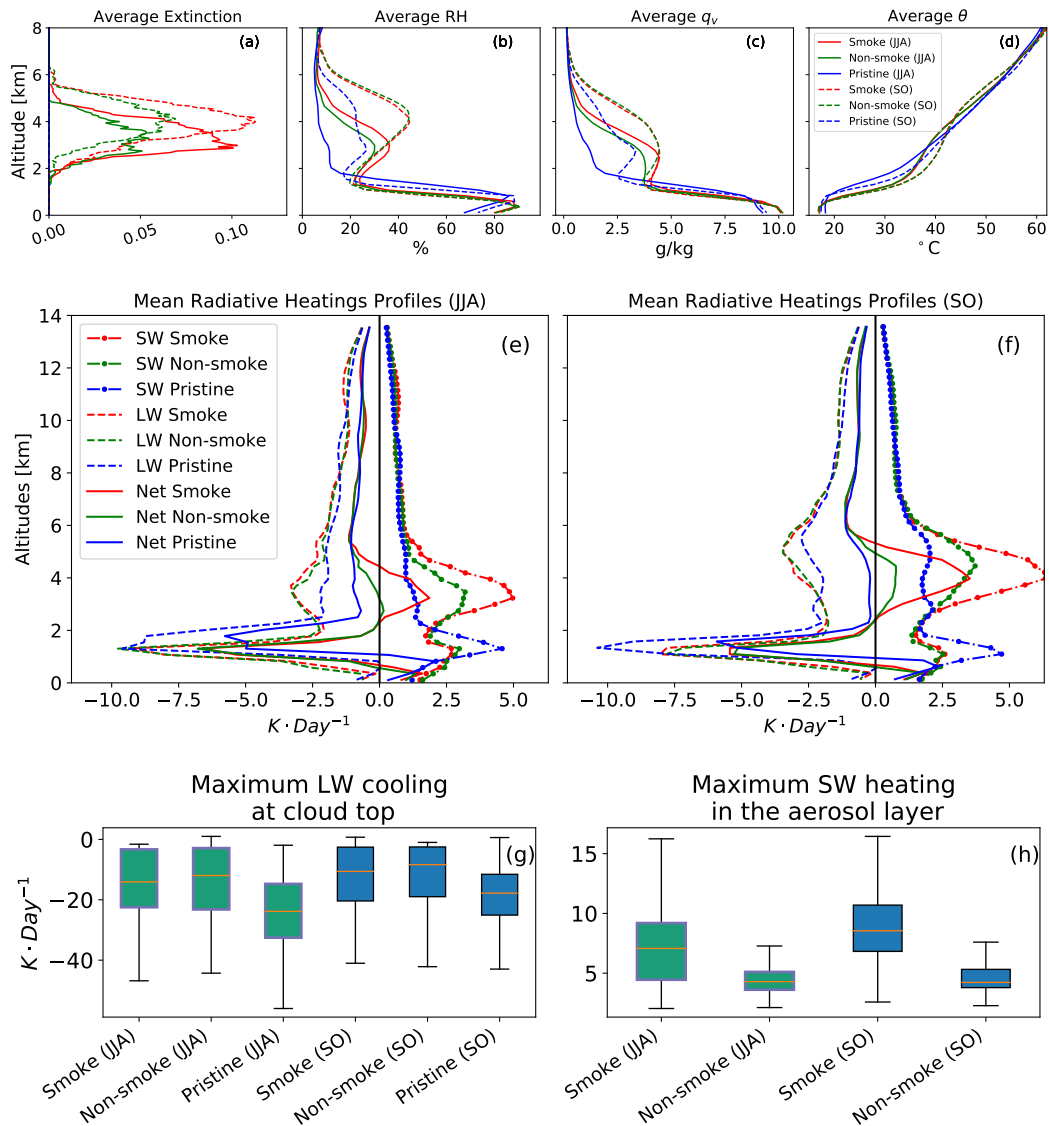 Average Extinction
Average RH
Average qᵥ
Average θ
Altitude [km]
8
6
4
2
0
(a)
(b)
(c)
(d)
Smoke (JJA)
Non-smoke (JJA)
Pristine (JJA)
Smoke (SO)
Non-smoke (SO)
Pristine (SO)
0.00
0.05
0.10
0
20
40
60
80
%
0.0
2.5
5.0
7.5
10.0
g/kg
20
30
40
50
60
°C
Mean Radiative Heatings Profiles (JJA)
Mean Radiative Heatings Profiles (SO)
Altitudes [km]
14
12
10
8
6
4
2
0
SW Smoke
SW Non-smoke
SW Pristine
LW Smoke
LW Non-smoke
LW Pristine
Net Smoke
Net Non-smoke
Net Pristine
(e)
(f)
−10.0
−7.5
−5.0
−2.5
0.0
2.5
5.0
K · Day⁻¹
−10.0
−7.5
−5.0
−2.5
0.0
2.5
5.0
K · Day⁻¹
Maximum LW cooling
at cloud top
Maximum SW heating
in the aerosol layer
K · Day⁻¹
0
−20
−40
(g)
15
10
5
(h)
Smoke (JJA)
Non-smoke (JJA)
Pristine (JJA)
Smoke (SO)
Non-smoke (SO)
Pristine (SO)
Smoke (JJA)
Non-smoke (JJA)
Smoke (SO)
Non-smoke (SO)